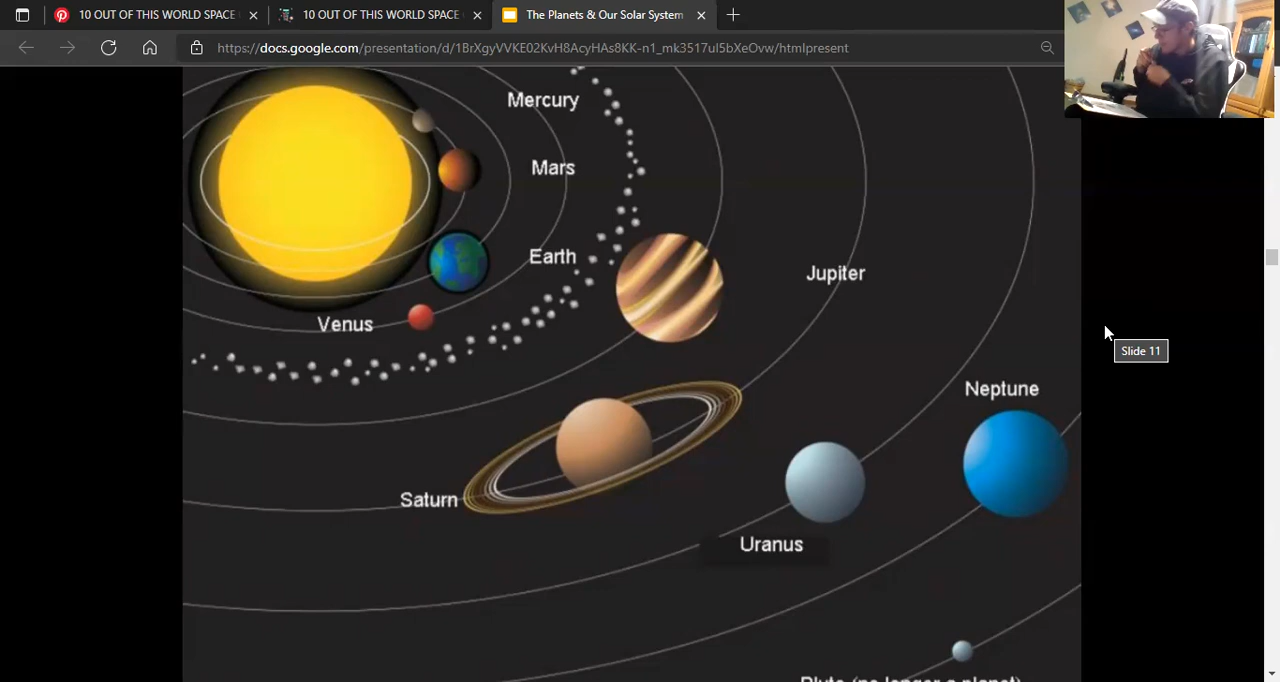 10 OUT OF THIS WORLD SPACE
10 OUT OF THIS WORLD SPACE
The Planets & Our Solar System
https://docs.google.com/presentation/d/1BrXgyVVKE02KvH8AcyHAs8KK-n1_mk3517ul5bXeOvw/htmlpresent
Mercury
Mars
Earth
Jupiter
Venus
Slide 11
Neptune
Saturn
Uranus
Pluto (no longer a planet)